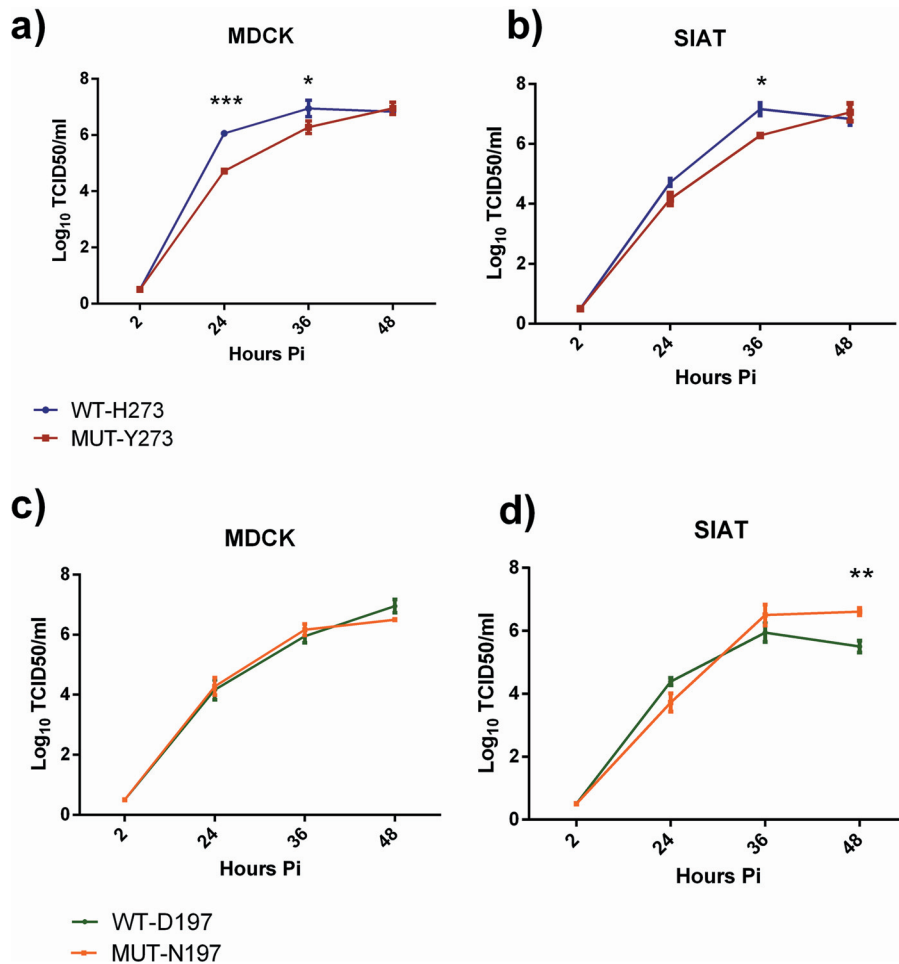 a)
MDCK
Log10 TCID50/ml
8
6
4
2
0
***
*
2
24
36
48
Hours Pi
b)
SIAT
Log10 TCID50/ml
8
6
4
2
0
*
2
24
36
48
Hours Pi
WT-H273
MUT-Y273
c)
MDCK
Log10 TCID50/ml
8
6
4
2
0
2
24
36
48
Hours Pi
d)
SIAT
Log10 TCID50/ml
8
6
4
2
0
**
2
24
36
48
Hours Pi
WT-D197
MUT-N197